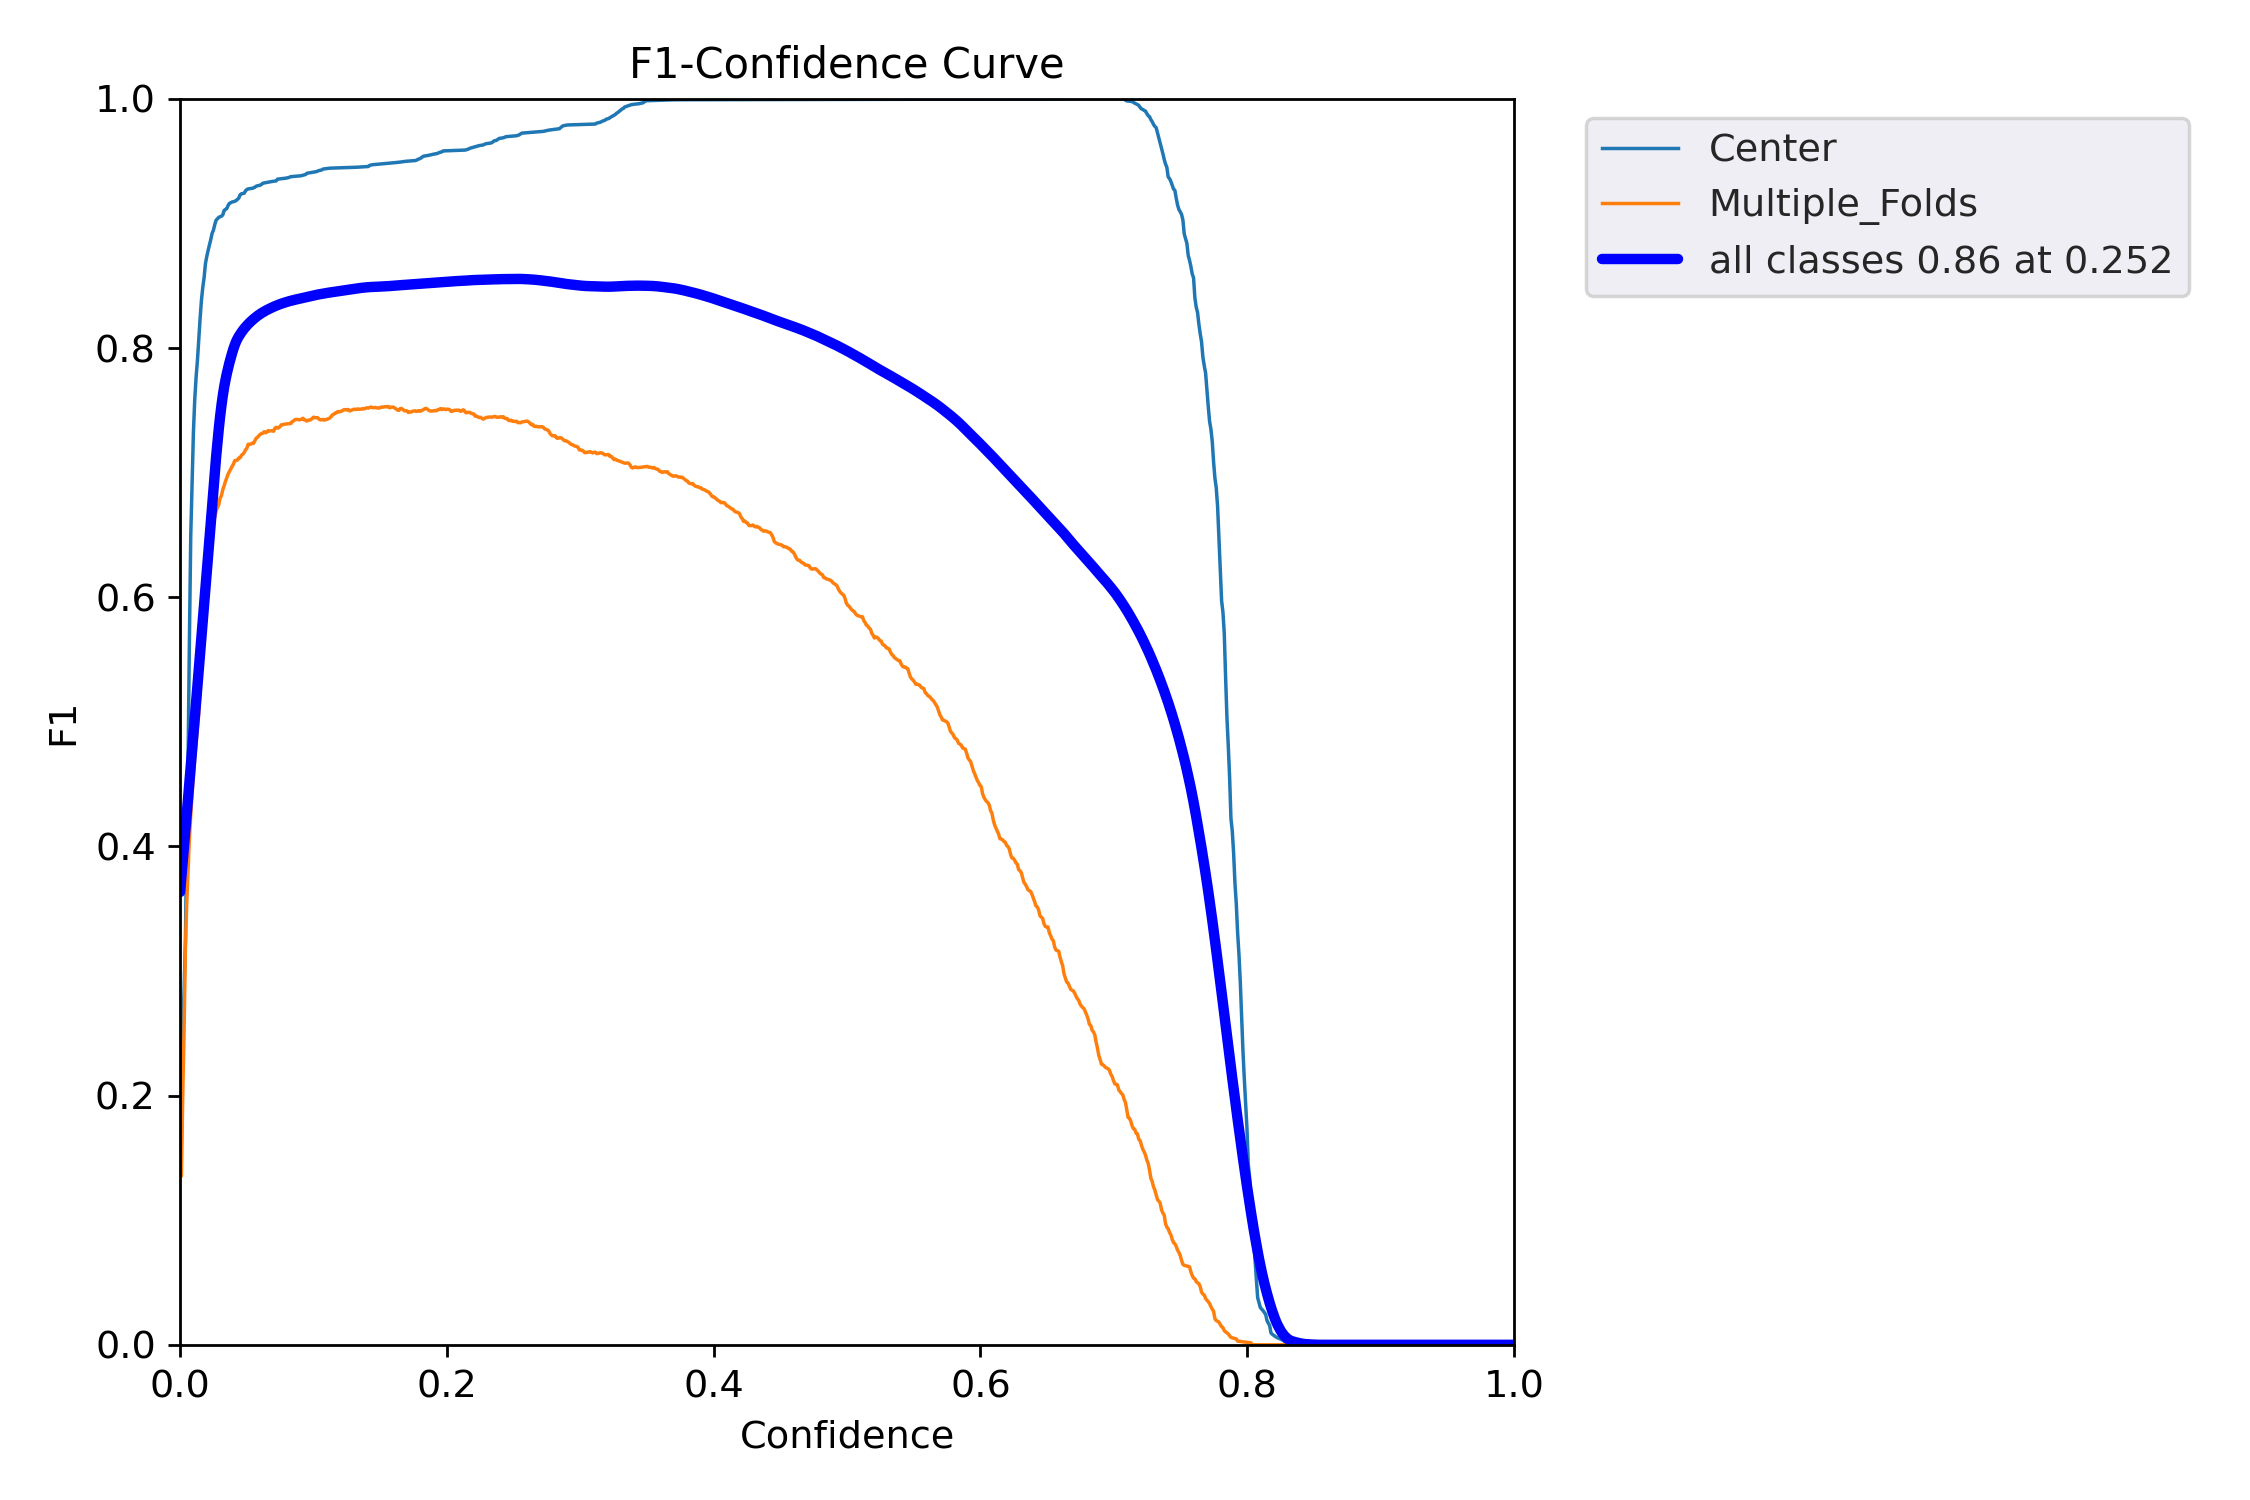 F1-Confidence Curve
1.0
0.8
0.6
0.4
0.2
0.0
F1
0.0 0.2 0.4 0.6 0.8 1.0
Confidence
Center
Multiple_Folds
all classes 0.86 at 0.252